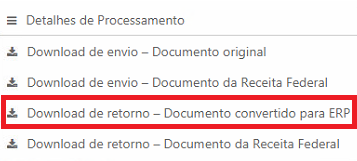 Detalhes de Processamento
Download de envio – Documento original
Download de envio – Documento da Receita Federal
Download de retorno – Documento convertido para ERP
Download de retorno – Documento da Receita Federal